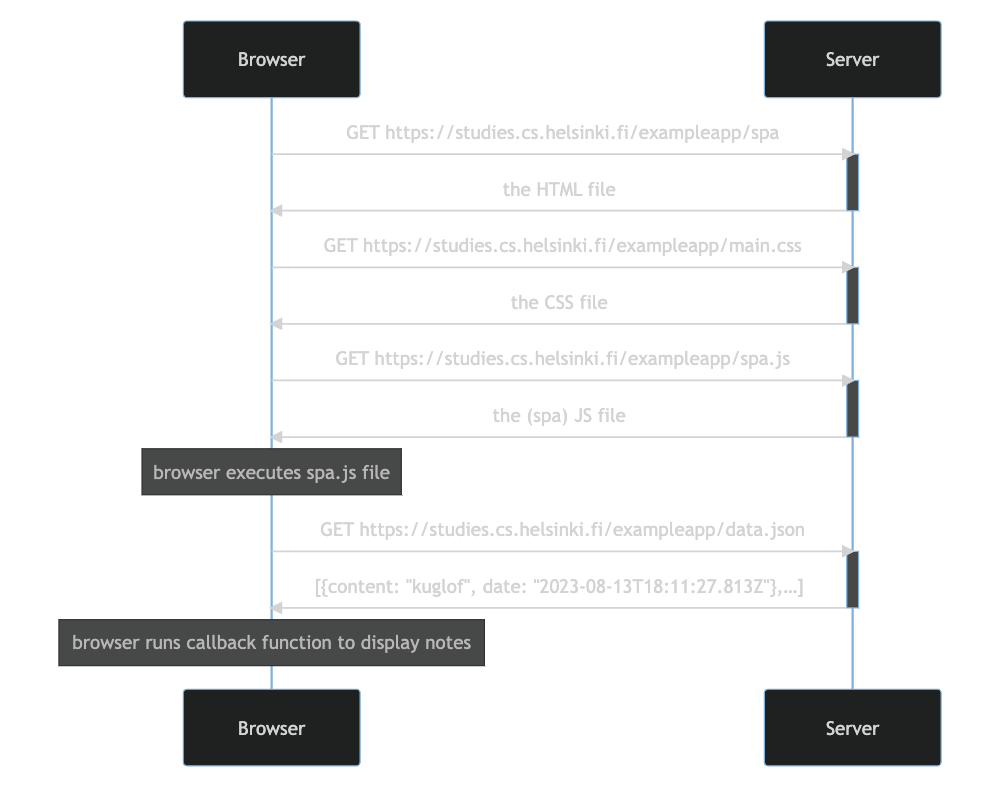 Browser
Server
GET https://studies.cs.helsinki.fi/exampleapp/spa
the HTML file
GET https://studies.cs.helsinki.fi/exampleapp/main.css
the CSS file
GET https://studies.cs.helsinki.fi/exampleapp/spa.js
the (spa) JS file
browser executes spa.js file
GET https://studies.cs.helsinki.fi/exampleapp/data.json
[{content: "kuglof", date: "2023-08-13T18:11:27.813Z"},...]
browser runs callback function to display notes
Browser
Server